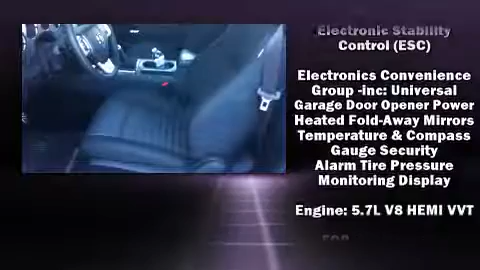 Electronic Stability
Control (ESC)
Electronics Convenience
Group -inc: Universal
Garage Door Opener Power
Heated Fold-Away Mirrors
Temperature & Compass
Gauge Security
Alarm Tire Pressure
Monitoring Display
Engine: 5.7L V8 HEMI VVT